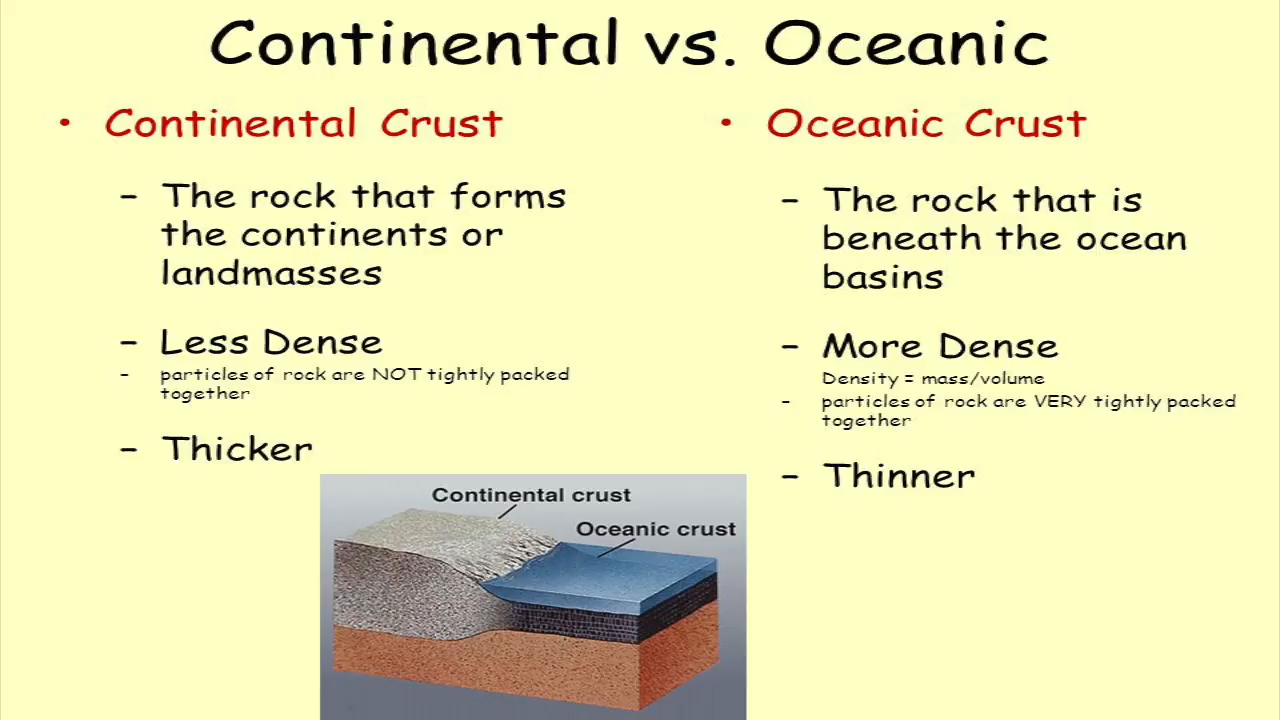 Continental vs. Oceanic
• Continental Crust
– The rock that forms
the continents or
landmasses
– Less Dense
– particles of rock are NOT tightly packed
together
– Thicker
• Oceanic Crust
– The rock that is
beneath the ocean
basins
– More Dense
Density = mass/volume
– particles of rock are VERY tightly packed
together
– Thinner
Continental crust
Oceanic crust